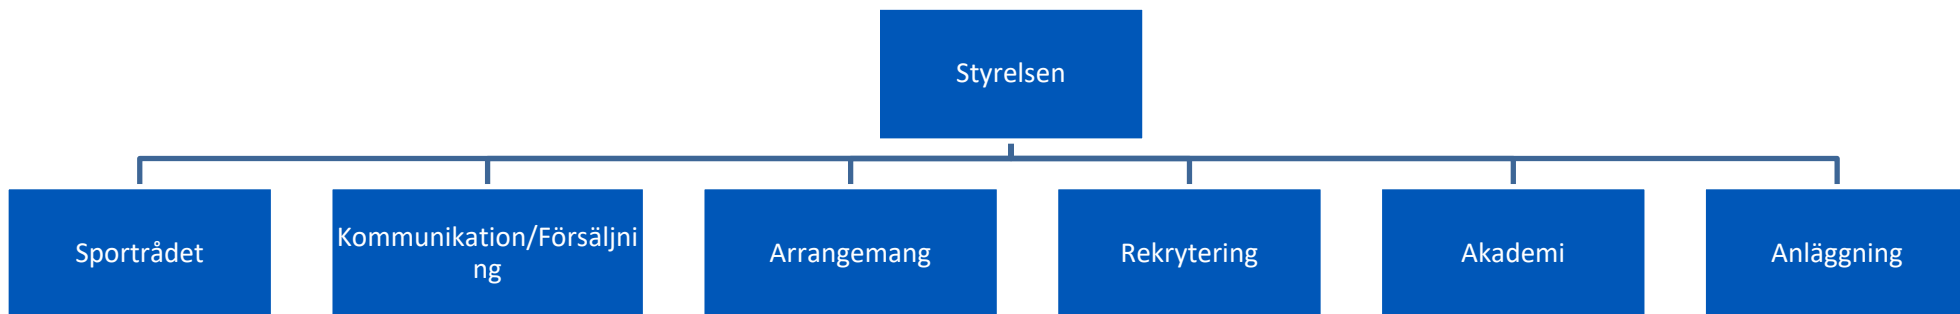 Styrelsen
Sportrådet
Kommunikation/Försäljni
ng
Arrangemang
Rekrytering
Akademi
Anläggning